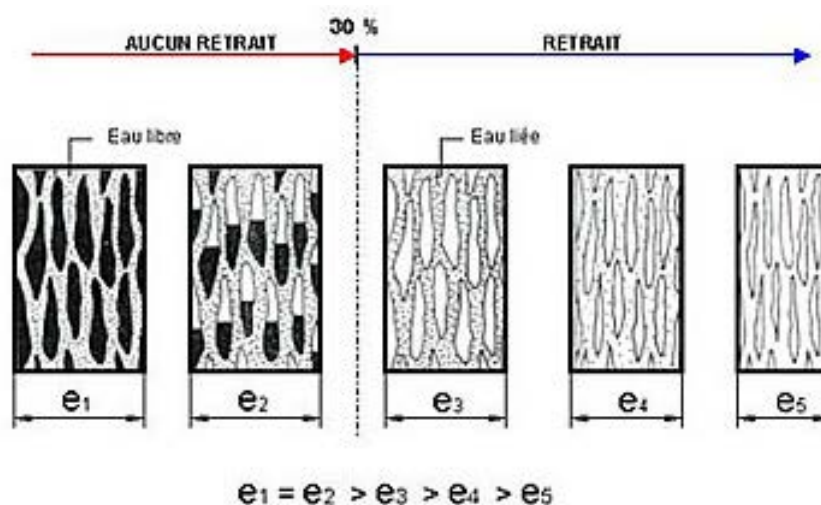 30 %
AUCUN RETRAIT
RETRAIT
Eau libre
Eau liée
e1
e2
e3
e4
e5
e1 = e2 > e3 > e4 > e5